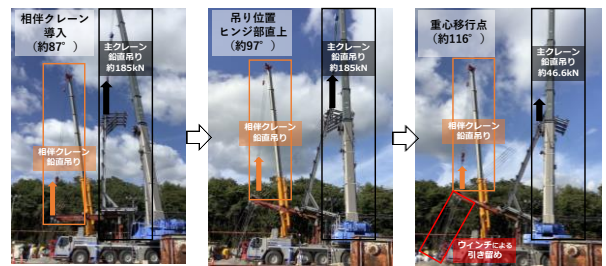 相伴クレーン
導入
(約87°)
主クレーン
鉛直吊り
約185kN
相伴クレーン
鉛直吊り
吊り位置
ヒンジ部直上
(約97°)
主クレーン
鉛直吊り
約185kN
相伴クレーン
鉛直吊り
重心移行点
(約116°)
主クレーン
鉛直吊り
約46.6kN
相伴クレーン
鉛直吊り
ウィンチによる
引き留め